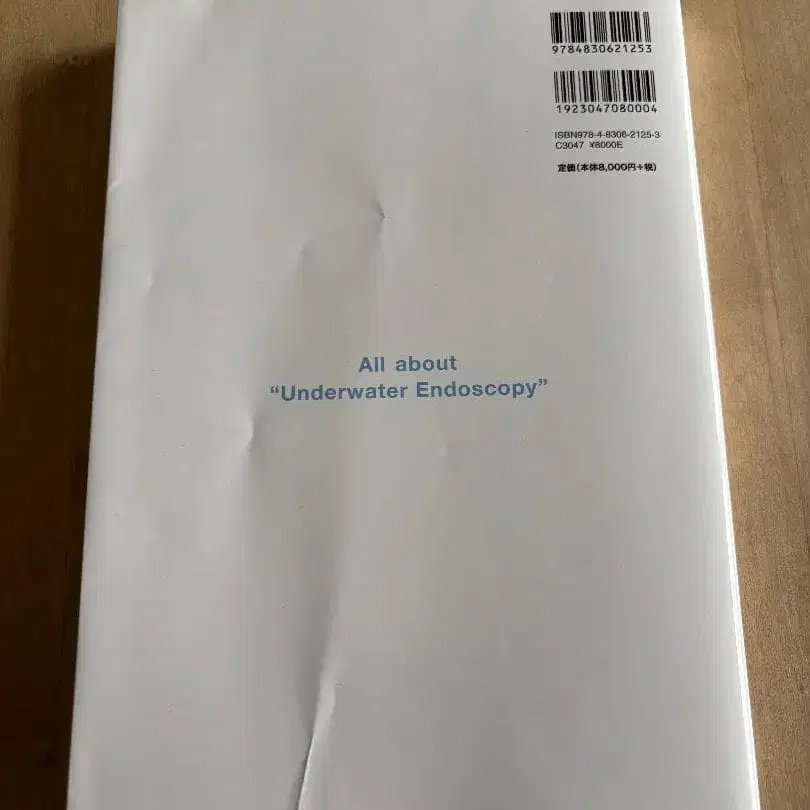 9784830621253
1923047080004
ISBN978-4-8306-2125-3
C3047 ¥8000E
定価(本体8,000円+税)
All about
“Underwater Endoscopy”